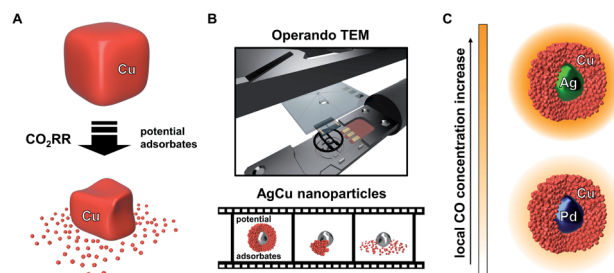 A
Cu
CO2RR
potential
adsorbates
Cu
B
Operando TEM
AgCu nanoparticles
potential
adsorbates
C
local CO concentration increase
Cu
Ag
Cu
Pd